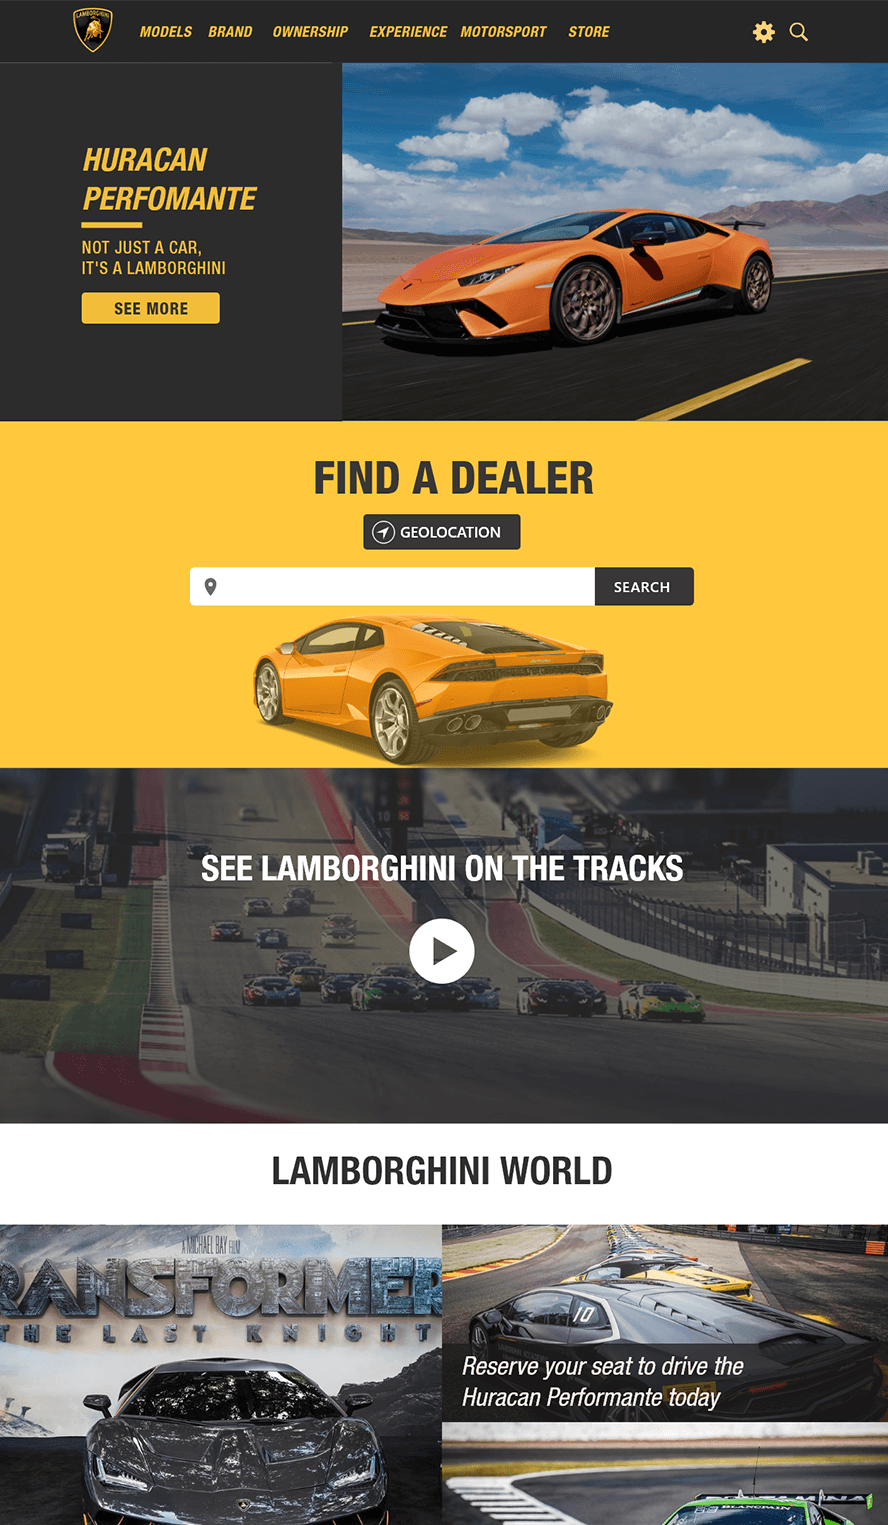 LAMBORGHINI
MODELS BRAND OWNERSHIP EXPERIENCE MOTORSPORT STORE
HURACAN
PERFOMANTE
NOT JUST A CAR,
IT'S A LAMBORGHINI
SEE MORE
FIND A DEALER
GEOLOCATION
SEARCH
SEE LAMBORGHINI ON THE TRACKS
LAMBORGHINI WORLD
A MICHAEL BAY FILM
RANSFORMER
THE LAST KNIGHT
10
Reserve your seat to drive the
Huracan Performante today
BLANCPAIN